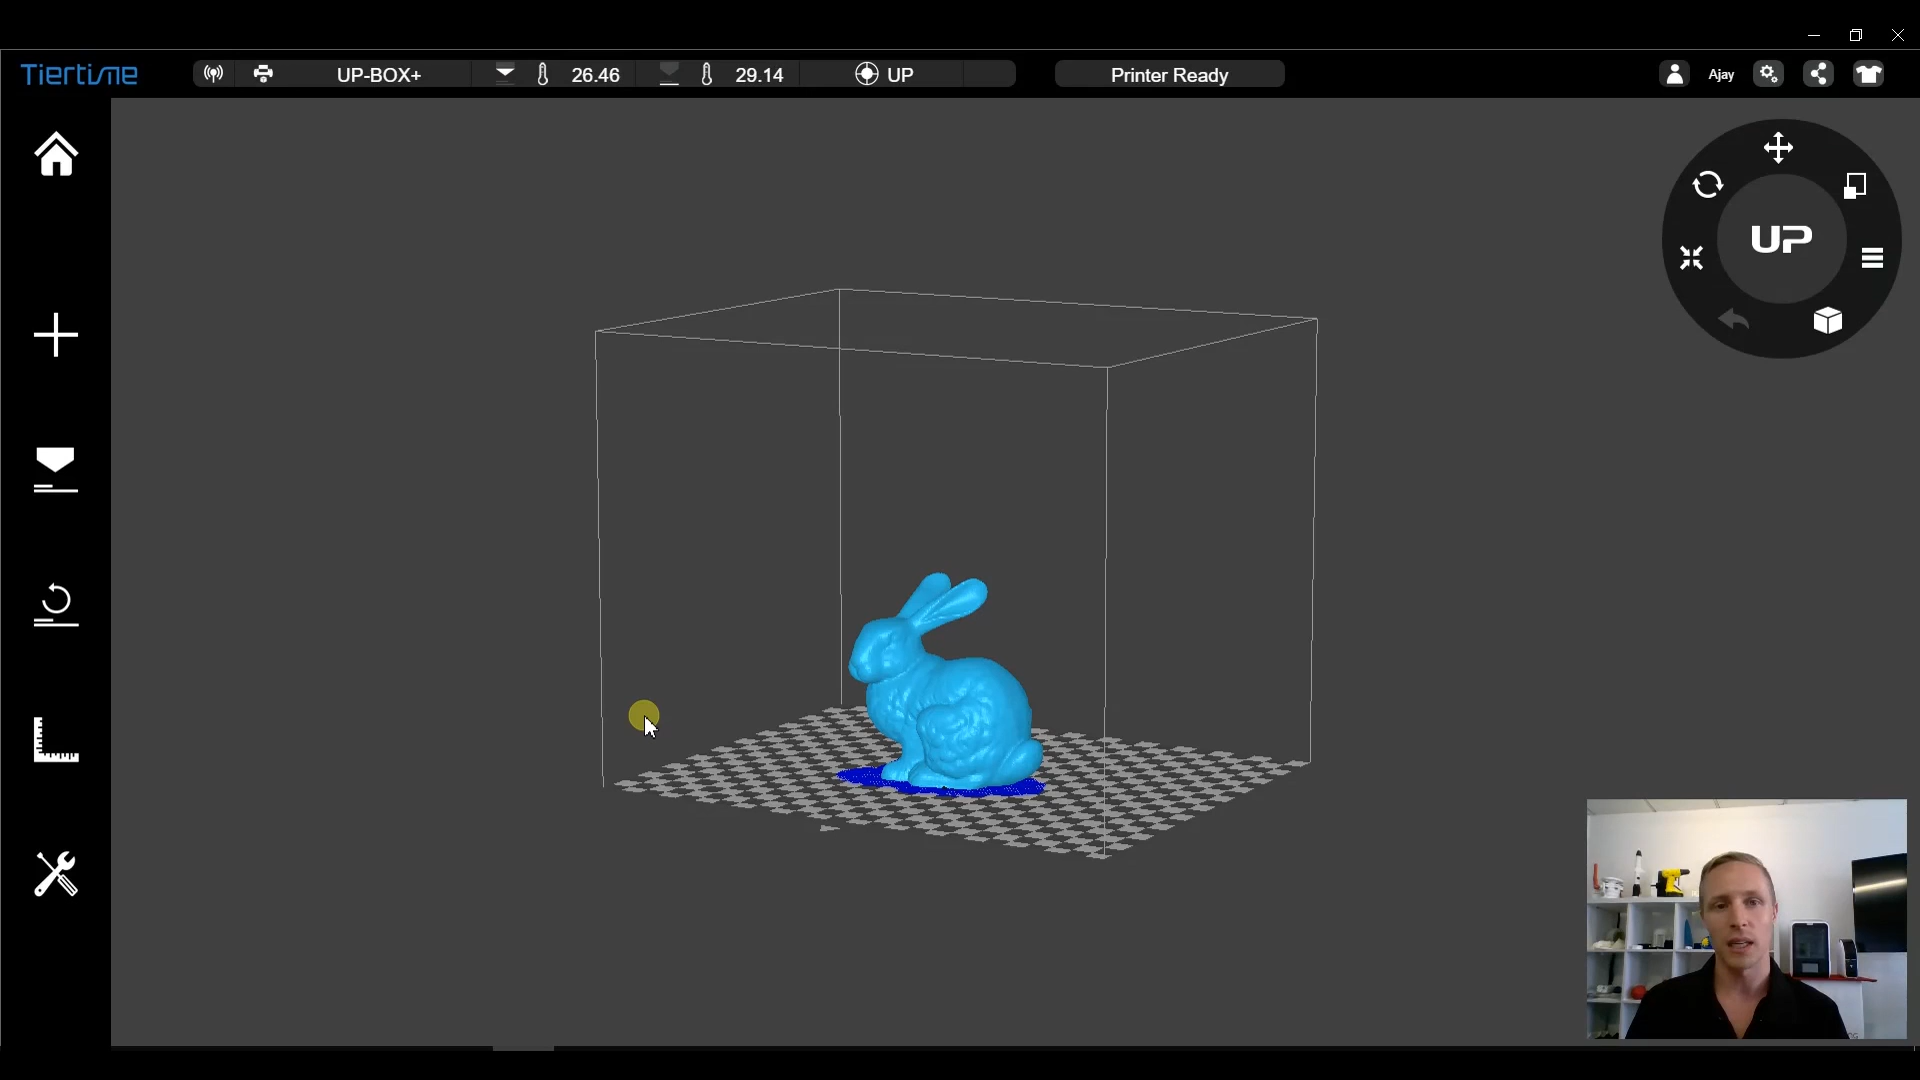 Tiertime
UP-BOX+
26.46
29.14
UP
Printer Ready
Ajay
UP